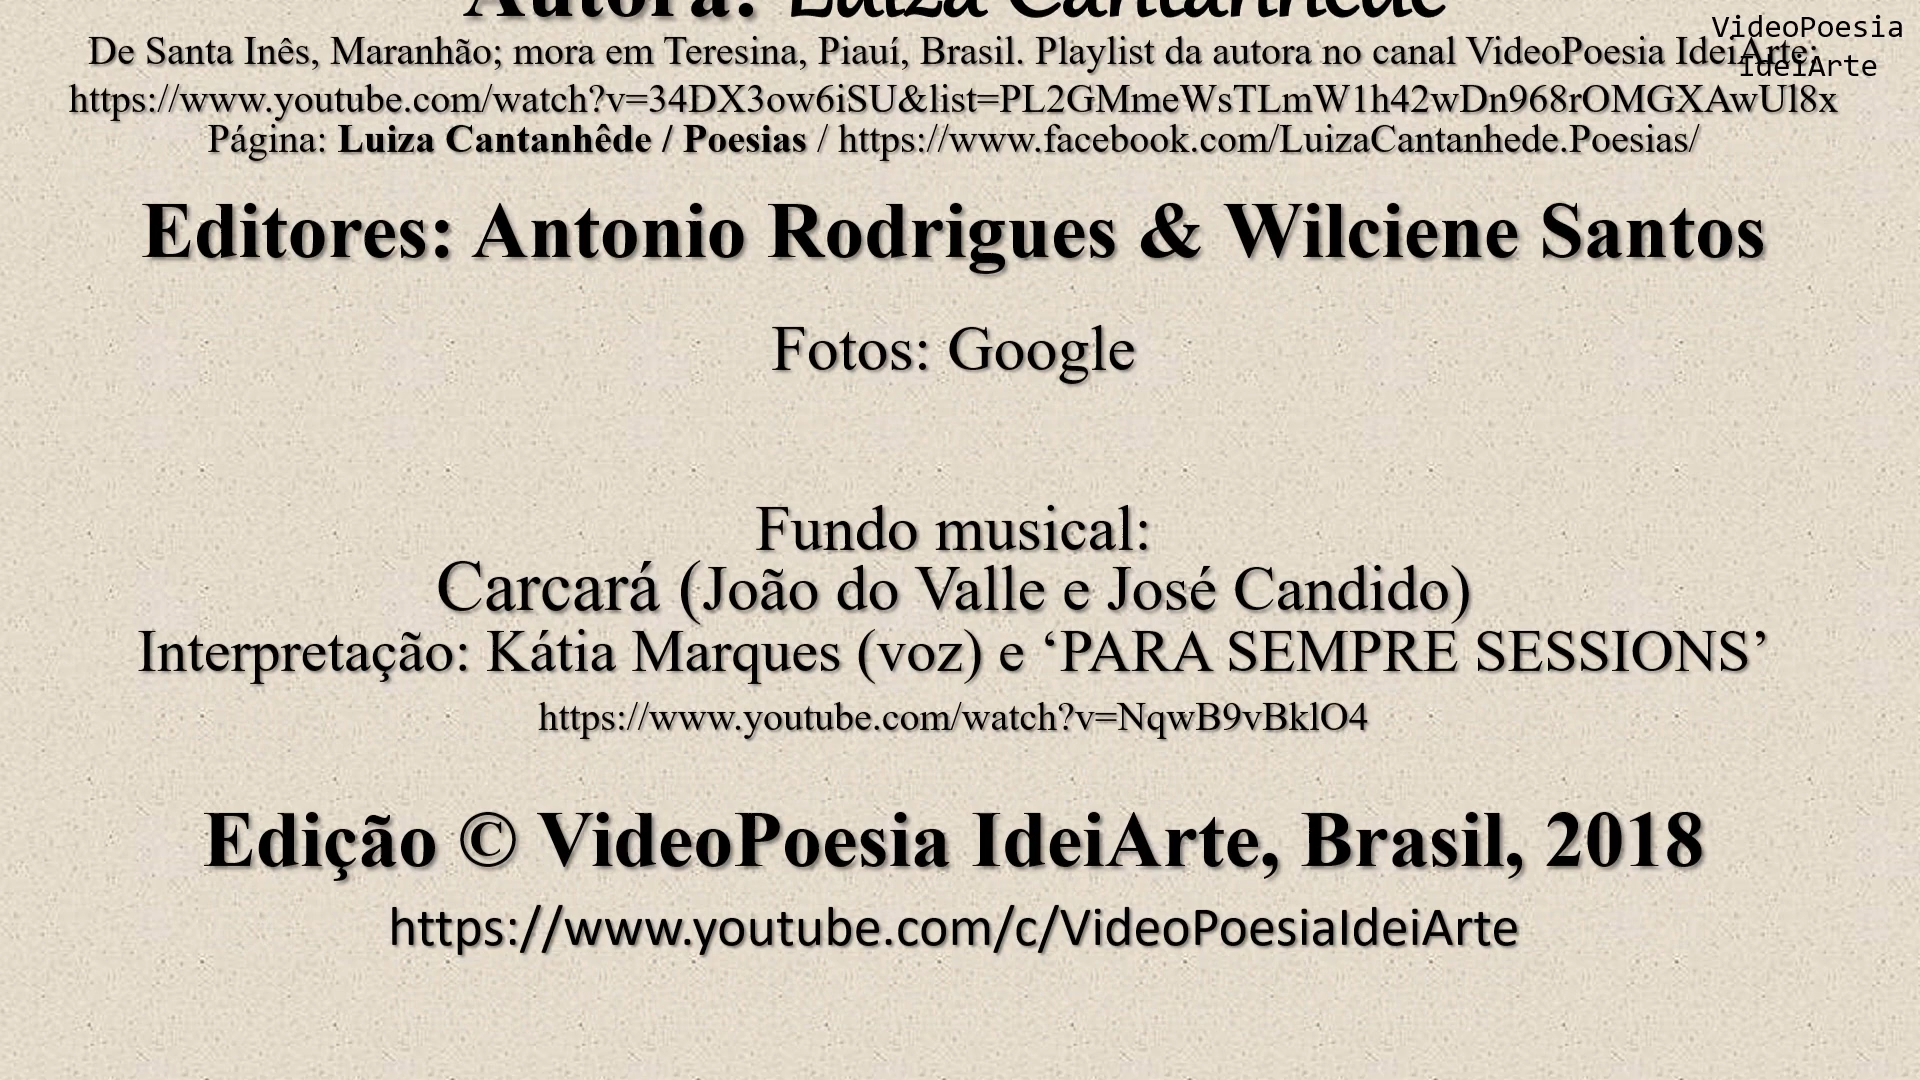 Autora: Luiza Cantanhêde
VideoPoesia
IdeiArte
De Santa Inês, Maranhão; mora em Teresina, Piauí, Brasil. Playlist da autora no canal VideoPoesia IdeiArte:
https://www.youtube.com/watch?v=34DX3ow6iSU&list=PL2GMmeWsTLmW1h42wDn968rOMGXAwUl8x
Página: Luiza Cantanhêde / Poesias / https://www.facebook.com/LuizaCantanhede.Poesias/
Editores: Antonio Rodrigues & Wilciene Santos
Fotos: Google
Fundo musical:
Carcará (João do Valle e José Candido)
Interpretação: Kátia Marques (voz) e ‘PARA SEMPRE SESSIONS’
https://www.youtube.com/watch?v=NqwB9vBklO4
Edição © VideoPoesia IdeiArte, Brasil, 2018
https://www.youtube.com/c/VideoPoesiaIdeiArte